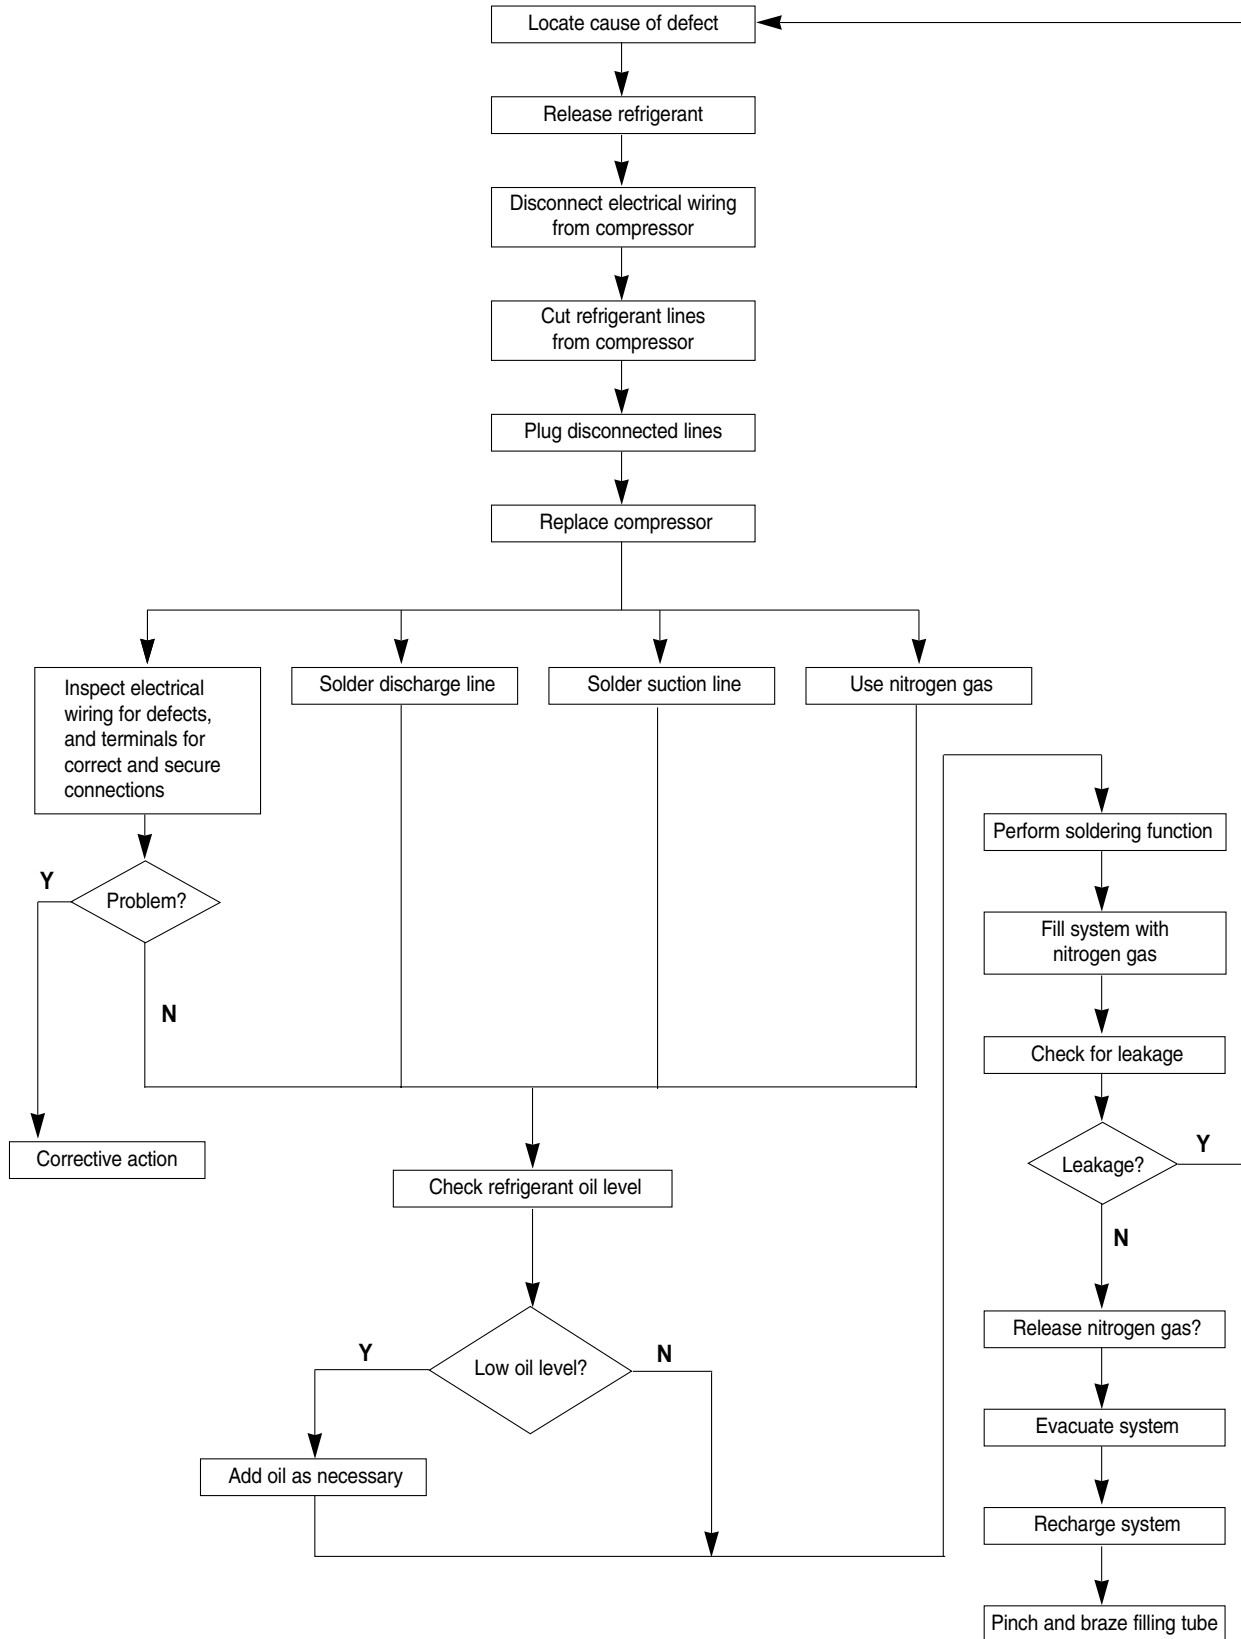 Locate cause of defect
Release refrigerant
Disconnect electrical wiring
from compressor
Cut refrigerant lines
from compressor
Plug disconnected lines
Replace compressor
Inspect electrical
wiring for defects,
and terminals for
correct and secure
connections
Solder discharge line
Solder suction line
Use nitrogen gas
Y
Problem?
N
Corrective action
Check refrigerant oil level
Y
Low oil level?
N
Add oil as necessary
Perform soldering function
Fill system with
nitrogen gas
Check for leakage
Leakage?
Y
N
Release nitrogen gas?
Evacuate system
Recharge system
Pinch and braze filling tube